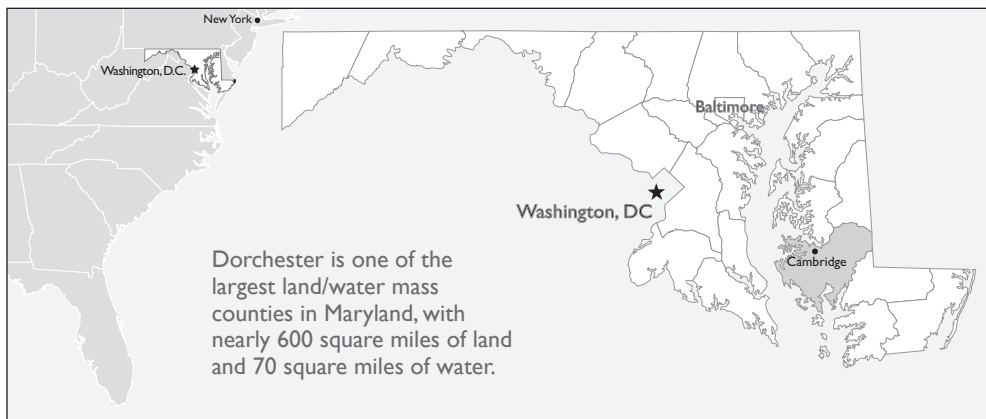 New York
Washington, D.C.
Baltimore
Washington, DC
Cambridge
Dorchester is one of the
largest land/water mass
counties in Maryland, with
nearly 600 square miles of land
and 70 square miles of water.